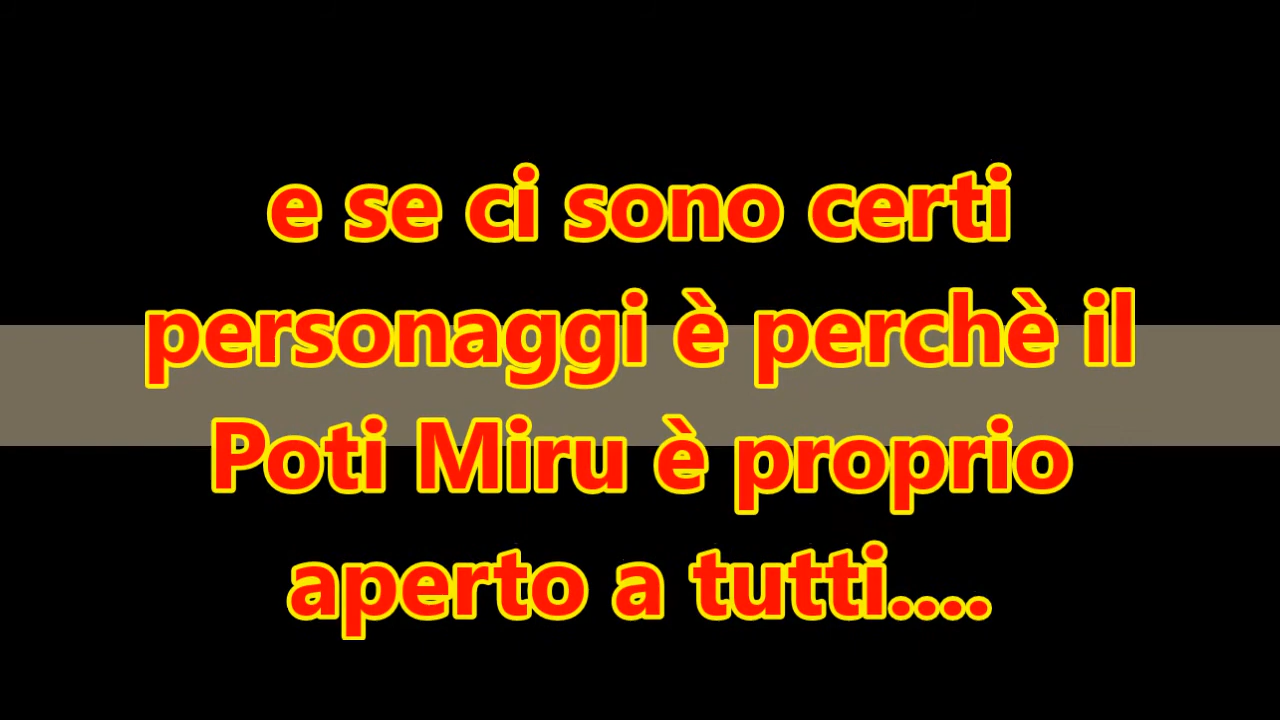 e se ci sono certi
personaggi è perchè il
Poti Miru è proprio
aperto a tutti....